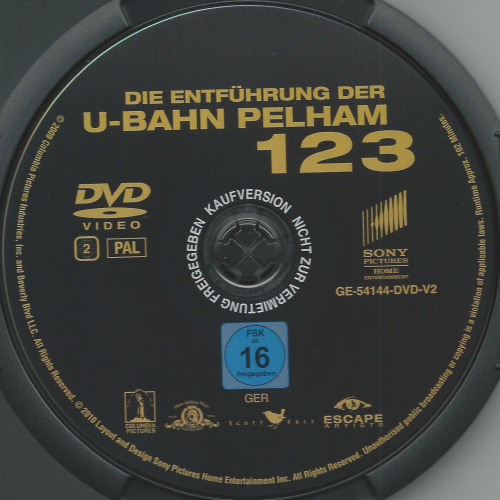 DIE ENTFÜHRUNG DER
U-BAHN PELHAM
123
DVD
VIDEO
2 PAL
KAUFVERSION NICHT ZUR VERMIETUNG FREIGEGEBEN
SONY
PICTURES
HOME
ENTERTAINMENT
GE-54144-DVD-V2
FSK
ab
16
freigegeben
GER
COLUMBIA
PICTURES
SCOTT FREE
ESCAPE
ARTISTS
© 2009 Columbia Pictures Industries, Inc. and Beverly Blvd LLC. All Rights Reserved. © 2010 Layout and Design Sony Pictures Home Entertainment Inc. All Rights Reserved. Unauthorised public broadcasting or copying is a violation of applicable laws. Running Approx. 102 Minutes.